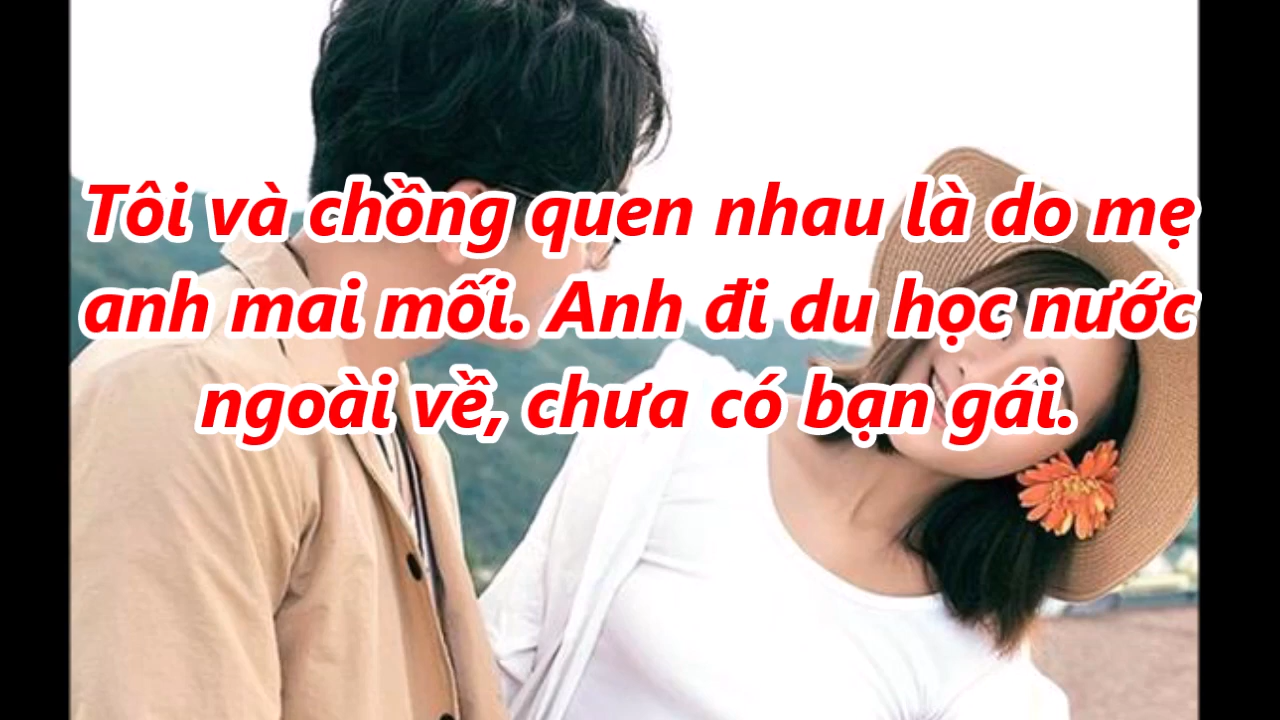 Tôi và chồng quen nhau là do mẹ
anh mai mối. Anh đi du học nước
ngoài về, chưa có bạn gái.